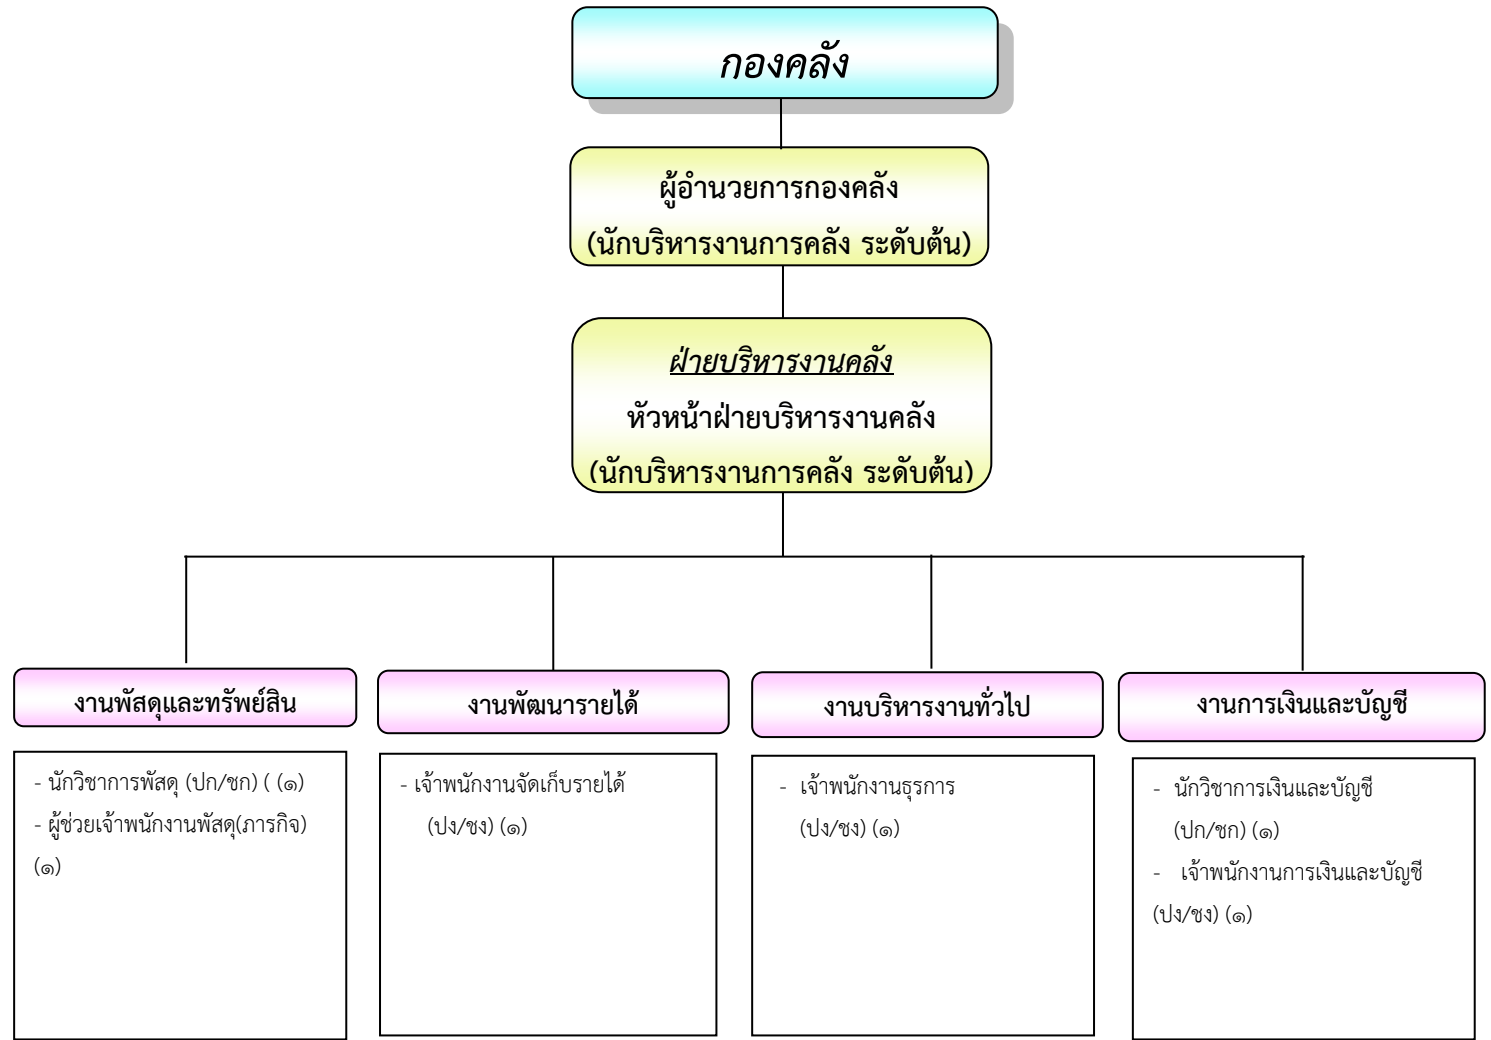 กองคลัง
ผู้อำนวยการกองคลัง
(นักบริหารงานการคลัง ระดับต้น)
ฝ่ายบริหารงานคลัง
หัวหน้าฝ่ายบริหารงานคลัง
(นักบริหารงานการคลัง ระดับต้น)
งานพัสดุและทรัพย์สิน
- นักวิชาการพัสดุ (ปก/ชก) ( (๑)
- ผู้ช่วยเจ้าพนักงานพัสดุ(ภารกิจ)
(๑)
งานพัฒนารายได้
- เจ้าพนักงานจัดเก็บรายได้
(ปง/ชง) (๑)
งานบริหารงานทั่วไป
- เจ้าพนักงานธุรการ
(ปง/ชง) (๑)
งานการเงินและบัญชี
- นักวิชาการเงินและบัญชี
(ปก/ชก) (๑)
- เจ้าพนักงานการเงินและบัญชี
(ปง/ชง) (๑)